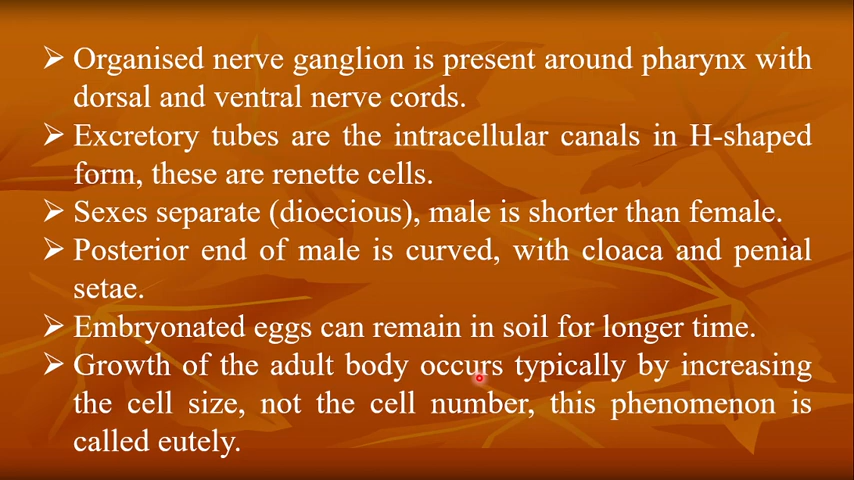 ➢ Organised nerve ganglion is present around pharynx with
dorsal and ventral nerve cords.
➢ Excretory tubes are the intracellular canals in H-shaped
form, these are renette cells.
➢ Sexes separate (dioecious), male is shorter than female.
➢ Posterior end of male is curved, with cloaca and penial
setae.
➢ Embryonated eggs can remain in soil for longer time.
➢ Growth of the adult body occurs typically by increasing
the cell size, not the cell number, this phenomenon is
called eutely.